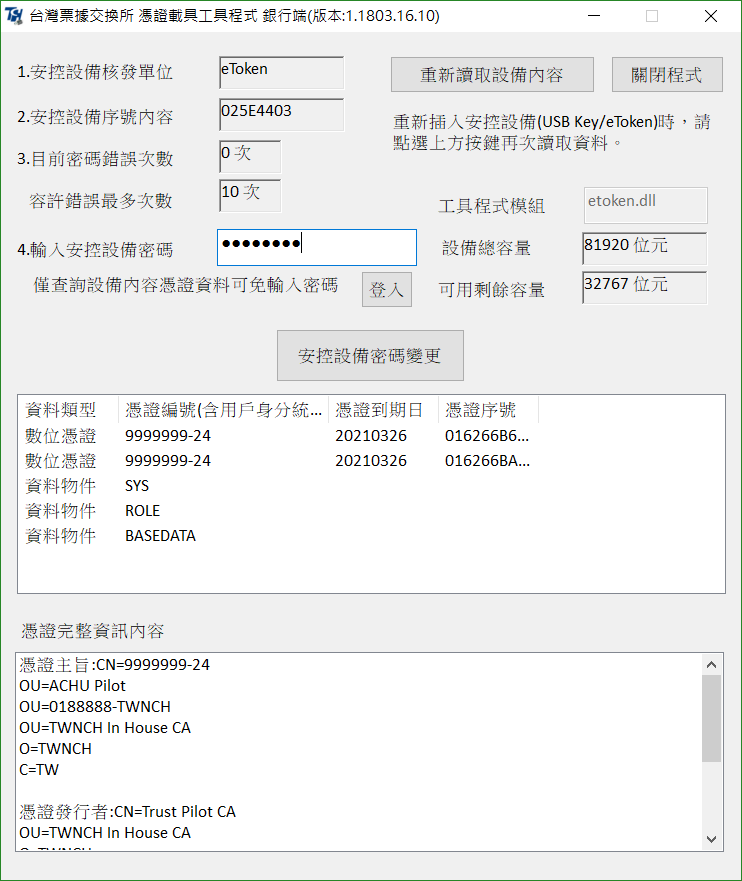 台灣票據交換所 憑證載具工具程式 銀行端(版本:1.1803.16.10)
1.安控設備核發單位
eToken
重新讀取設備內容
關閉程式
2.安控設備序號內容
025E4403
重新插入安控設備(USB Key/eToken)時，請
點選上方按鍵再次讀取資料。
3.目前密碼錯誤次數
0 次
容許錯誤最多次數
10 次
工具程式模組
etoken.dll
4.輸入安控設備密碼
●●●●●●●●
設備總容量
81920 位元
僅查詢設備內容憑證資料可免輸入密碼
登入
可用剩餘容量
32767 位元
安控設備密碼變更
資料類型 憑證編號(含用戶身分統... 憑證到期日 憑證序號
數位憑證 9999999-24 20210326 016266B6...
數位憑證 9999999-24 20210326 016266BA...
資料物件 SYS
資料物件 ROLE
資料物件 BASEDATA
憑證完整資訊內容
憑證主旨:CN=9999999-24
OU=ACHU Pilot
OU=0188888-TWNCH
OU=TWNCH In House CA
O=TWNCH
C=TW
憑證發行者:CN=Trust Pilot CA
OU=TWNCH In House CA